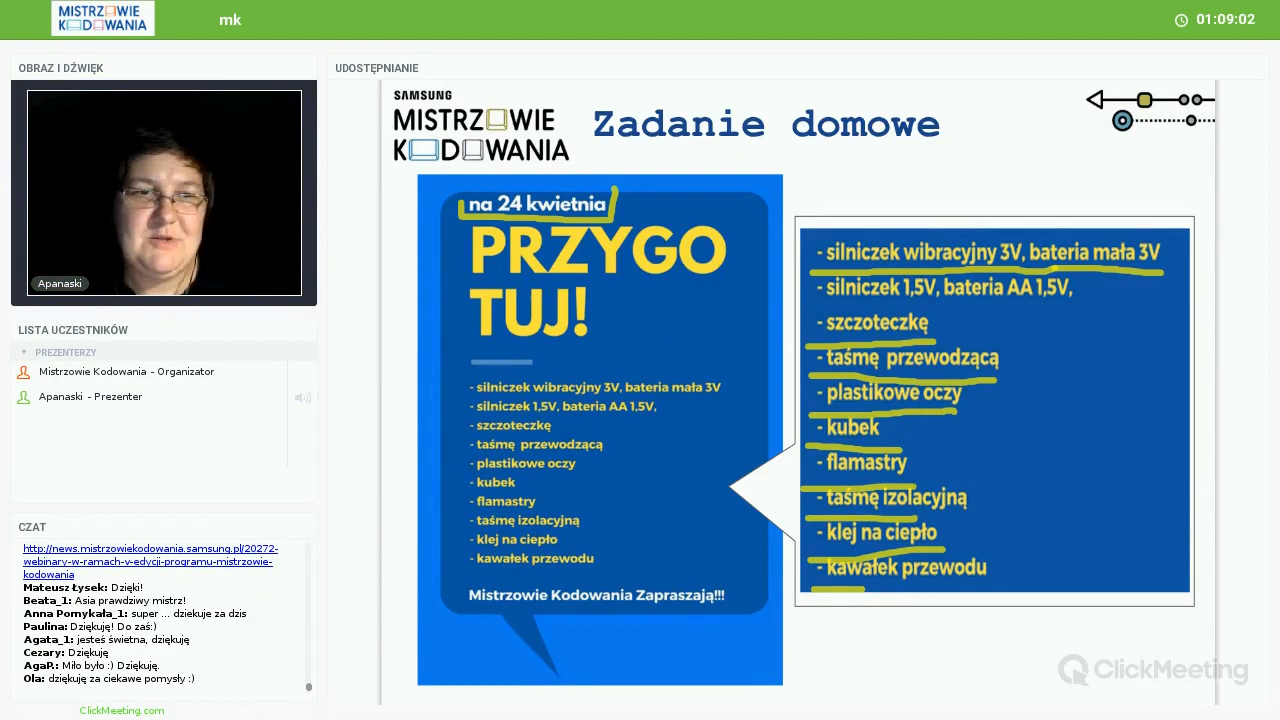 MISTRZOWIE
KODOWANIA
mk
01:09:02
OBRAZ I DŹWIĘK
Apanaski
LISTA UCZESTNIKÓW
PREZENTERZY
Mistrzowie Kodowania - Organizator
Apanaski - Prezenter
CZAT
http://news.mistrzowiekodowania.samsung.pl/20272-
webinary-w-ramach-v-edycji-programu-mistrzowie-
kodowania
Mateusz Łysek: Dzięki!
Beata_1: Asia prawdziwy mistrz!
Anna Pomykała_1: super ... dziekuje za dzis
Paulina: Dziękuję! Do zaś:)
Agata_1: jesteś świetna, dziękuję
Cezary: Dziękuję
AgaP.: Miło było :) Dziękuję.
Ola: dziękuję za ciekawe pomysły :)
ClickMeeting.com
UDOSTĘPNIANIE
SAMSUNG
MISTRZOWIE
KODOWANIA
Zadanie domowe
na 24 kwietnia
PRZYGO
TUJ!
- silniczek wibracyjny 3V, bateria mała 3V
- silniczek 1,5V, bateria AA 1,5V,
- szczoteczkę
- taśmę przewodzącą
- plastikowe oczy
- kubek
- flamastry
- taśmę izolacyjną
- klej na ciepło
- kawałek przewodu
Mistrzowie Kodowania Zapraszają!!!
- silniczek wibracyjny 3V, bateria mała 3V
- silniczek 1,5V, bateria AA 1,5V,
- szczoteczkę
- taśmę przewodzącą
- plastikowe oczy
- kubek
- flamastry
- taśmę izolacyjną
- klej na ciepło
- kawałek przewodu
ClickMeeting